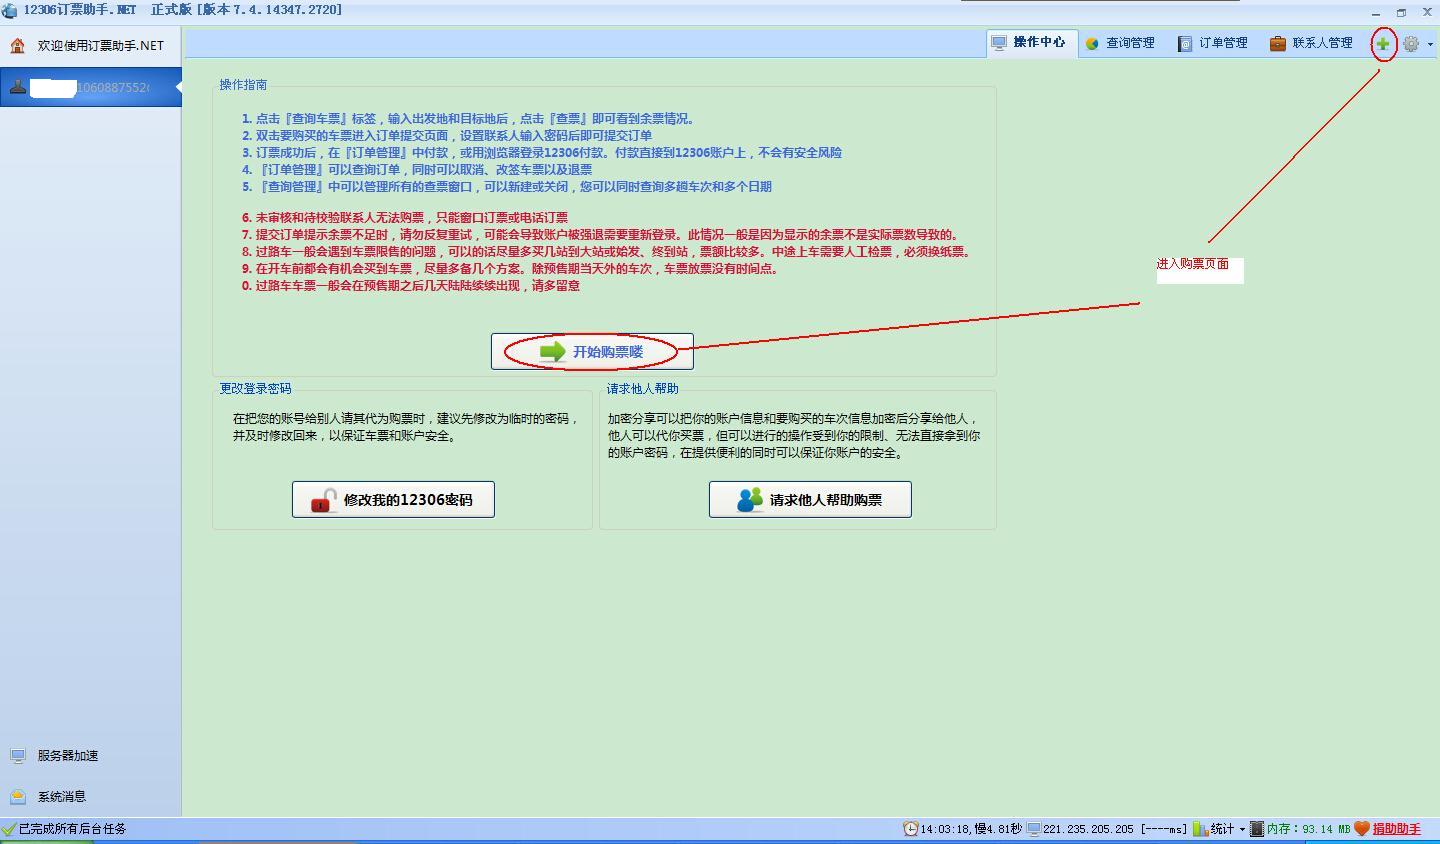 12306订票助手.NET 正式版 [版本 7.4.14347.2720]
欢迎使用订票助手.NET
操作中心
查询管理
订单管理
联系人管理
1060887552
操作指南
1. 点击『查询车票』标签，输入出发地和目标地后，点击『查票』即可看到余票情况。
2. 双击要购买的车票进入订单提交页面，设置联系人输入密码后即可提交订单
3. 订票成功后，在『订单管理』中付款，或用浏览器登录12306付款。付款直接到12306账户上，不会有安全风险
4. 『订单管理』可以查询订单，同时可以取消、改签车票以及退票
5. 『查询管理』中可以管理所有的查票窗口，可以新建或关闭，您可以同时查询多趟车次和多个日期
6. 未审核和待校验联系人无法购票，只能窗口订票或电话订票
7. 提交订单提示余票不足时，请勿反复重试，可能会导致账户被强退需要重新登录。此情况一般是因为显示的余票不是实际票数导致的。
8. 过路车一般会遇到车票限售的问题，可以的话尽量多买几站到大站或始发、终到站，票额比较多。中途上车需要人工检票，必须换纸票。
9. 在开车前都会有机会买到车票，尽量多备几个方案。除预售期当天外的车次，车票放票没有时间点。
0. 过路车车票一般会在预售期之后几天陆陆续续出现，请多留意
进入购票页面
开始购票喽
更改登录密码
在把您的账号给别人请其代为购票时，建议先修改为临时的密码，
并及时修改回来，以保证车票和账户安全。
修改我的12306密码
请求他人帮助
加密分享可以把你的账户信息和要购买的车次信息加密后分享给他人，
他人可以代你买票，但可以进行的操作受到你的限制、无法直接拿到你
的账户密码，在提供便利的同时可以保证你账户的安全。
请求他人帮助购票
服务器加速
系统消息
已完成所有后台任务
14:03:18,慢4.81秒
221.235.205.205 [----ms]
统计
内存：93.14 MB
捐助助手